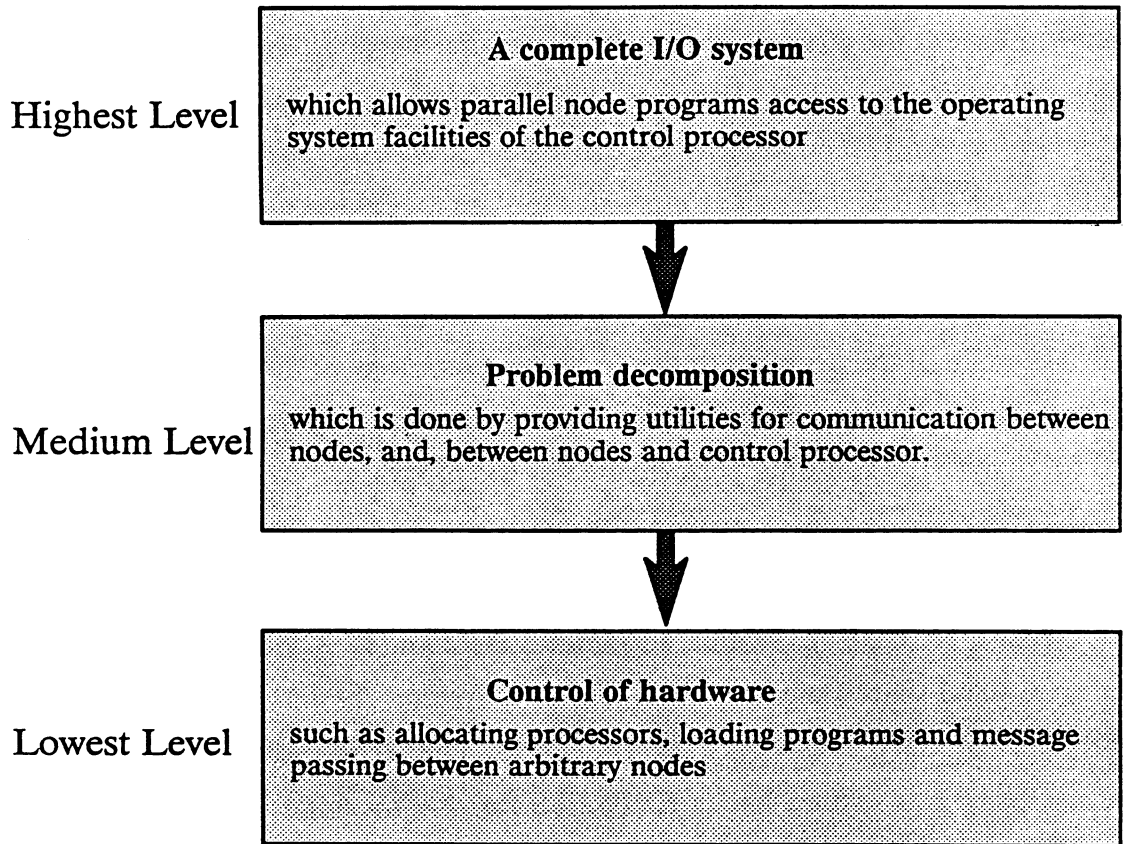 Highest Level
A complete I/O system
which allows parallel node programs access to the operating
system facilities of the control processor
Medium Level
Problem decomposition
which is done by providing utilities for communication between
nodes, and, between nodes and control processor.
Lowest Level
Control of hardware
such as allocating processors, loading programs and message
passing between arbitrary nodes